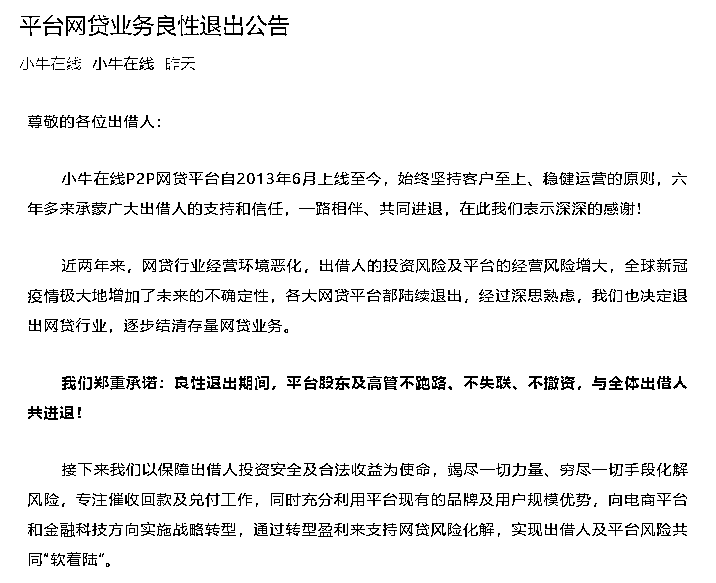 平台网贷业务良性退出公告
小牛在线 小牛在线 昨天
尊敬的各位出借人：
小牛在线P2P网贷平台自2013年6月上线至今，始终坚持客户至上、稳健运营的原则，六
年多来承蒙广大出借人的支持和信任，一路相伴、共同进退，在此我们表示深深的感谢！
近两年来，网贷行业经营环境恶化，出借人的投资风险及平台的经营风险增大，全球新冠
疫情极大地增加了未来的不确定性，各大网贷平台都陆续退出，经过深思熟虑，我们也决定退
出网贷行业，逐步结清存量网贷业务。
我们郑重承诺：良性退出期间，平台股东及高管不跑路、不失联、不撤资，与全体出借人
共进退！
接下来我们以保障出借人投资安全及合法收益为使命，竭尽一切力量、穷尽一切手段化解
风险，专注催收回款及兑付工作，同时充分利用平台现有的品牌及用户规模优势，向电商平台
和金融科技方向实施战略转型，通过转型盈利来支持网贷风险化解，实现出借人及平台风险共
同“软着陆”。